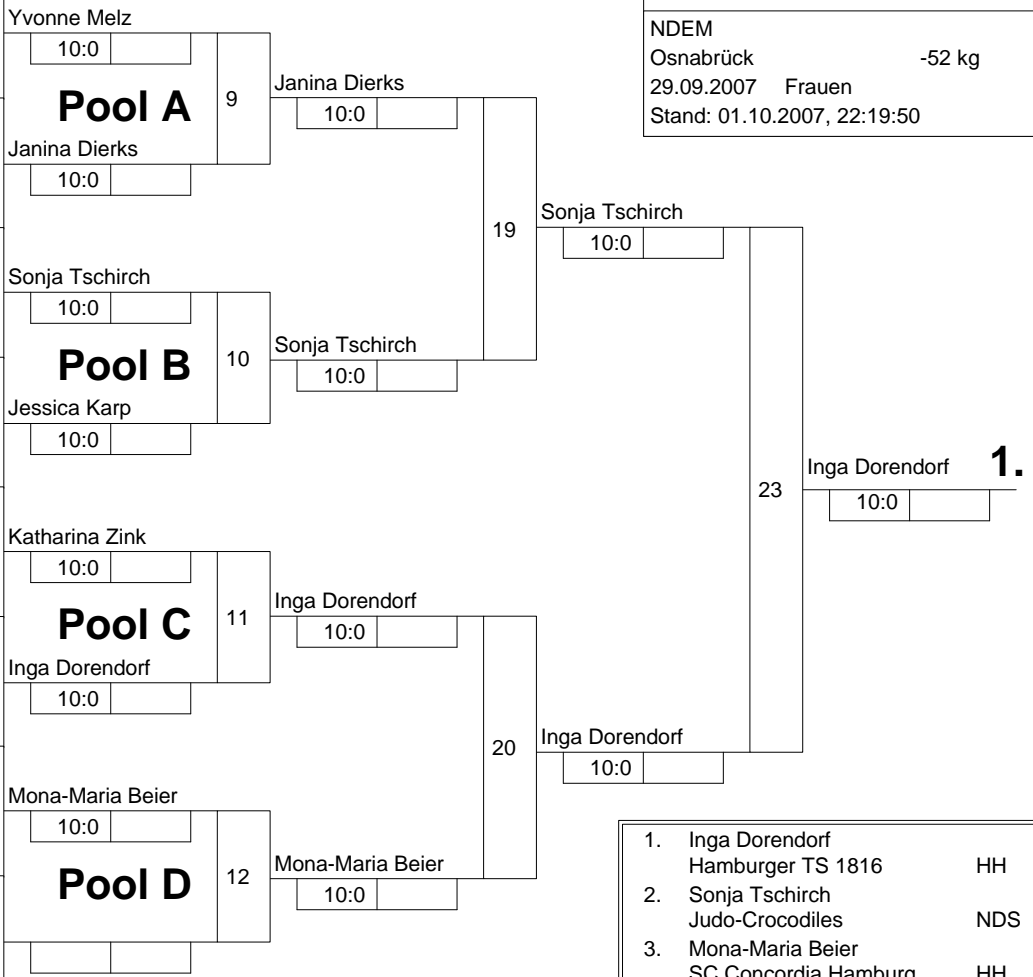 Yvonne Melz
10:0
Pool A
9
Janina Dierks
10:0
Janina Dierks
10:0
NDEM
Osnabrück -52 kg
29.09.2007 Frauen
Stand: 01.10.2007, 22:19:50
19
Sonja Tschirch
10:0
Sonja Tschirch
10:0
Pool B
10
Sonja Tschirch
10:0
Jessica Karp
10:0
23
Inga Dorendorf 1.
10:0
Katharina Zink
10:0
Pool C
11
Inga Dorendorf
10:0
Inga Dorendorf
10:0
20
Inga Dorendorf
10:0
Mona-Maria Beier
10:0
Pool D
12
Mona-Maria Beier
10:0
1. Inga Dorendorf
Hamburger TS 1816 HH
2. Sonja Tschirch
Judo-Crocodiles NDS
3. Mona-Maria Beier
SC Concordia Hamburg HH